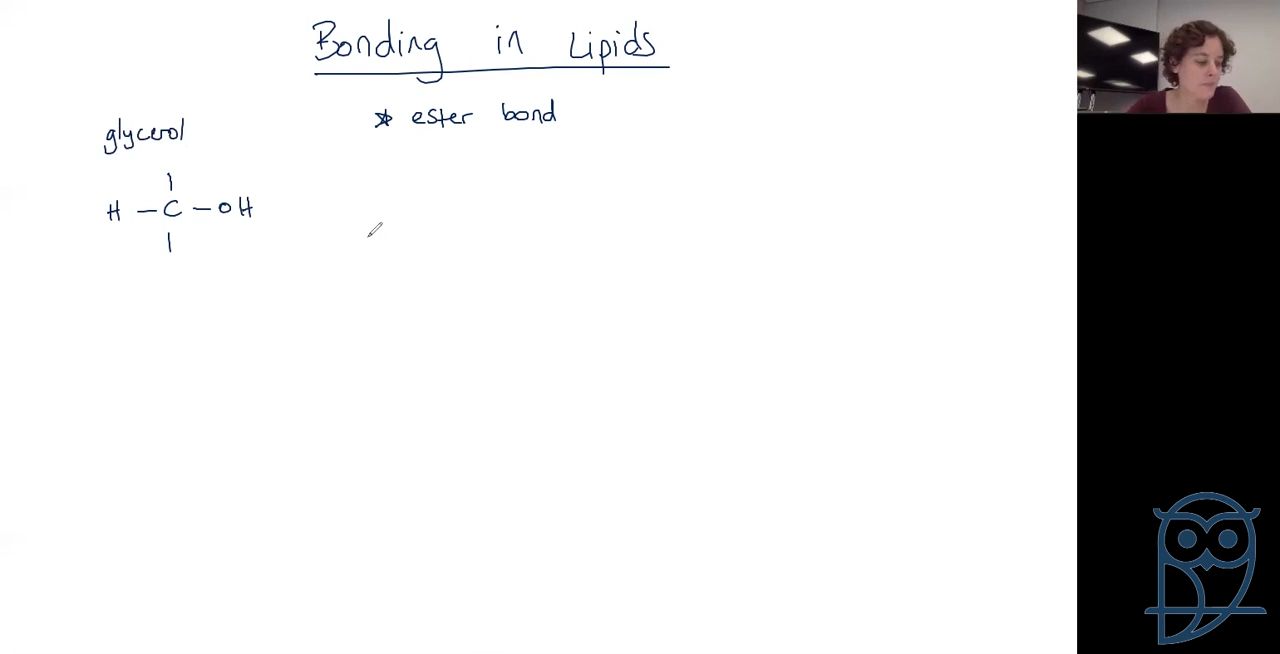 Bonding in Lipids
* ester bond
glycerol
H - C - OH